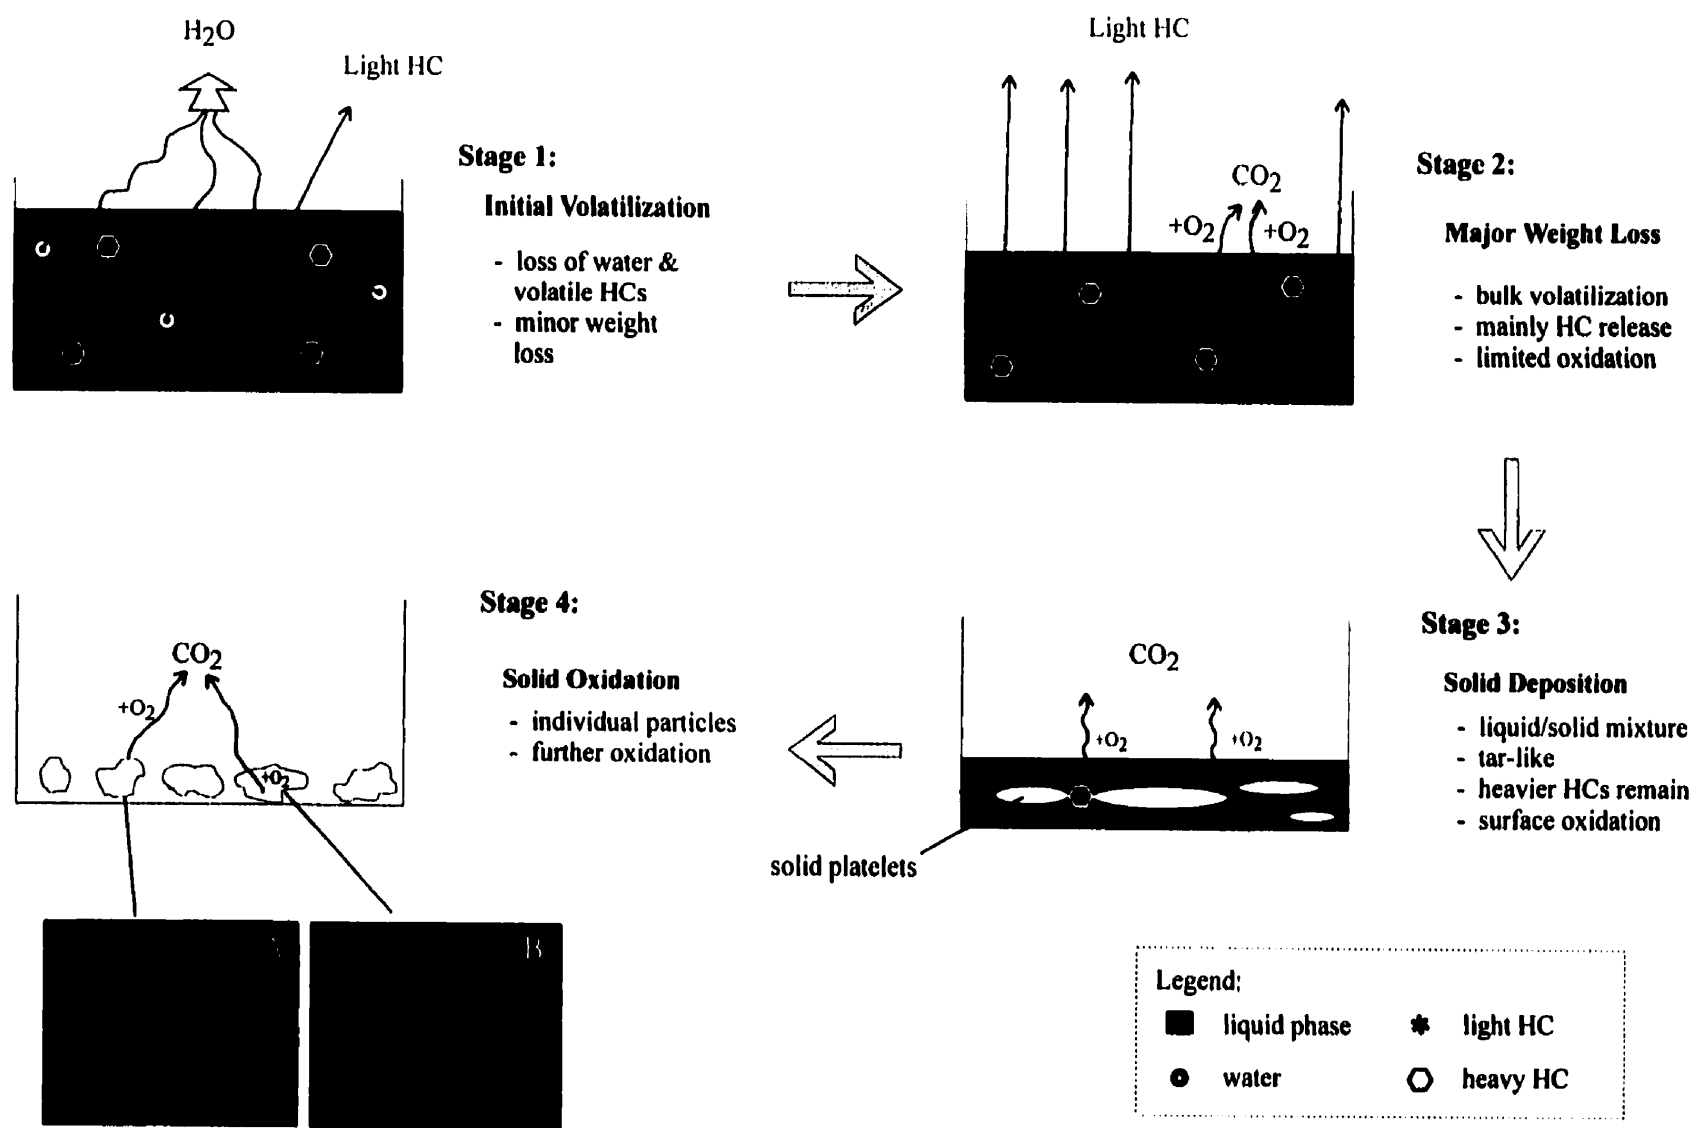 H2O
Light HC
Stage 1:
Initial Volatilization
- loss of water &
volatile HCs
- minor weight
loss
Light HC
CO2
+O2
+O2
Stage 2:
Major Weight Loss
- bulk volatilization
- mainly HC release
- limited oxidation
Stage 4:
Solid Oxidation
- individual particles
- further oxidation
CO2
+O2
+O2
CO2
+O2
+O2
solid platelets
Stage 3:
Solid Deposition
- liquid/solid mixture
- tar-like
- heavier HCs remain
- surface oxidation
B
Legend:
liquid phase
light HC
water
heavy HC